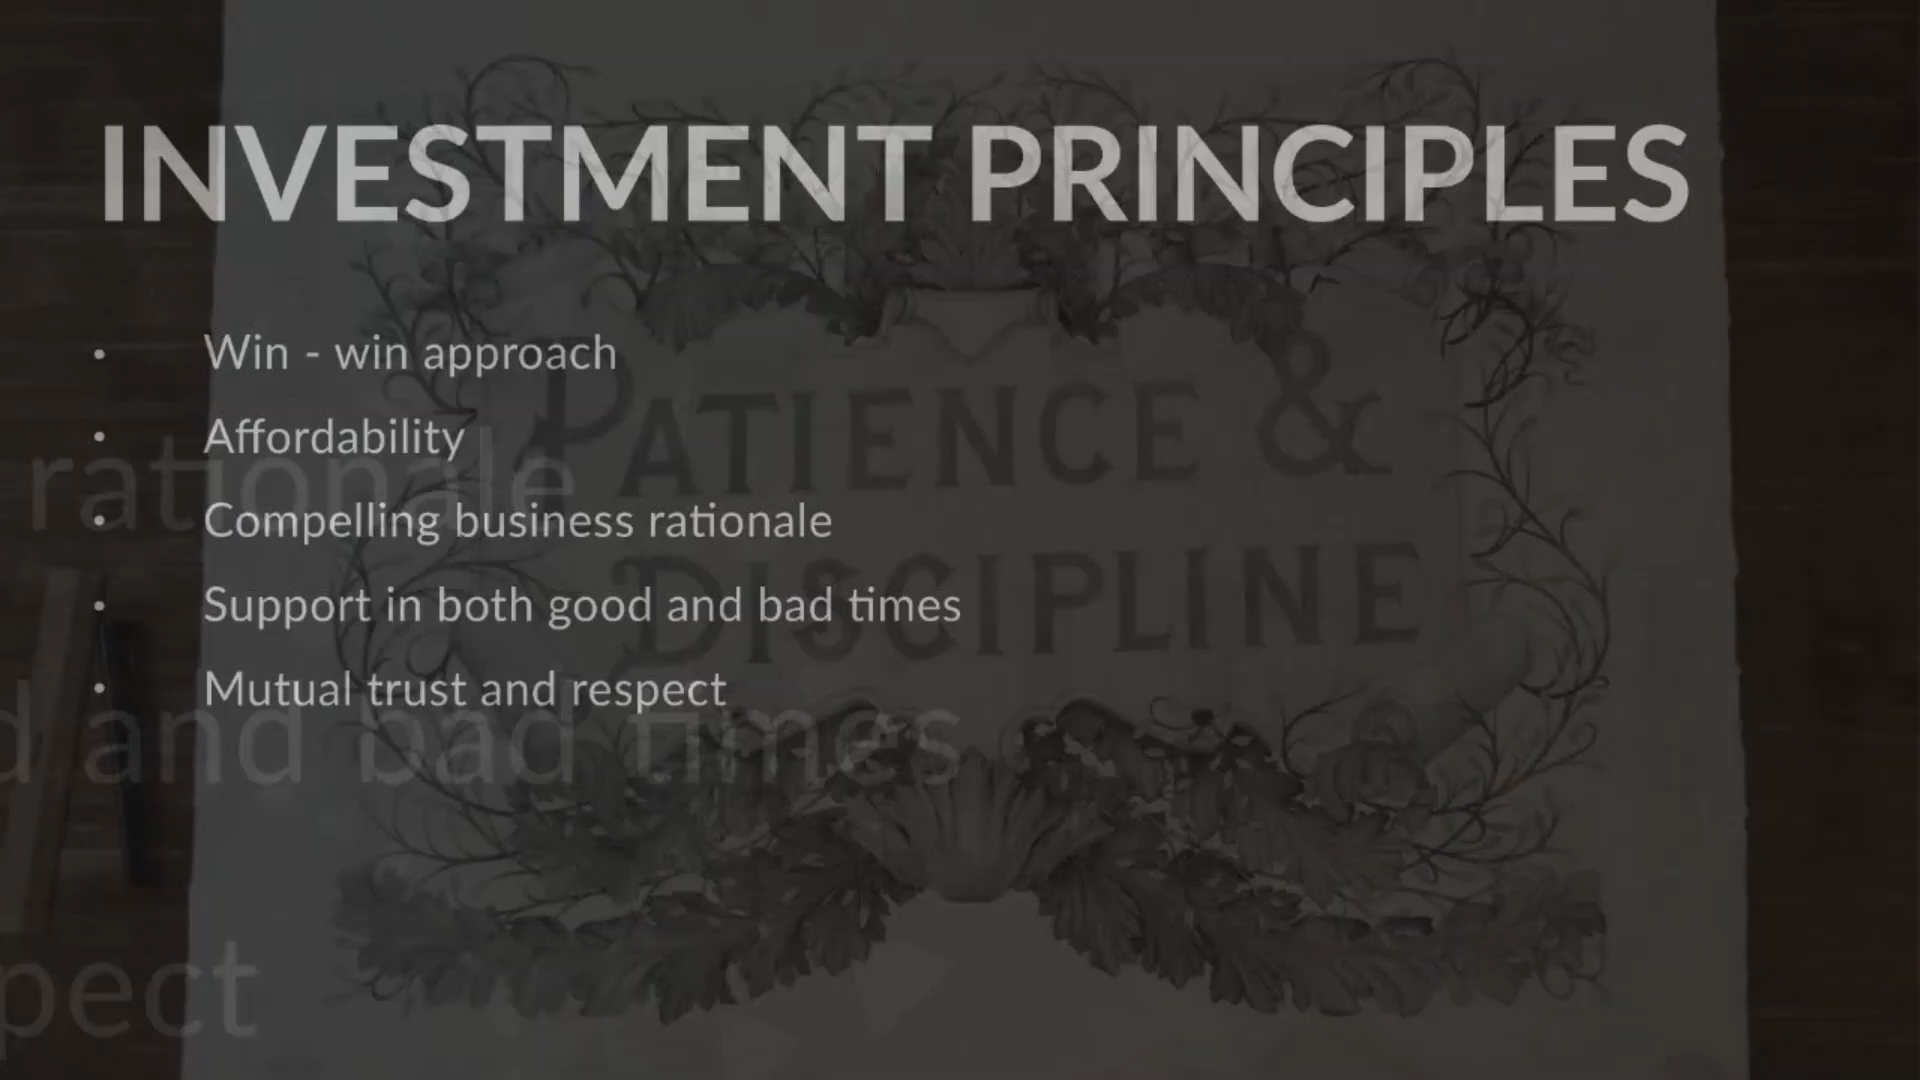 INVESTMENT PRINCIPLES
• Win - win approach
• Affordability
• Compelling business rationale
• Support in both good and bad times
• Mutual trust and respect
PATIENCE &
DISCIPLINE
rationale
d and bad times
pect